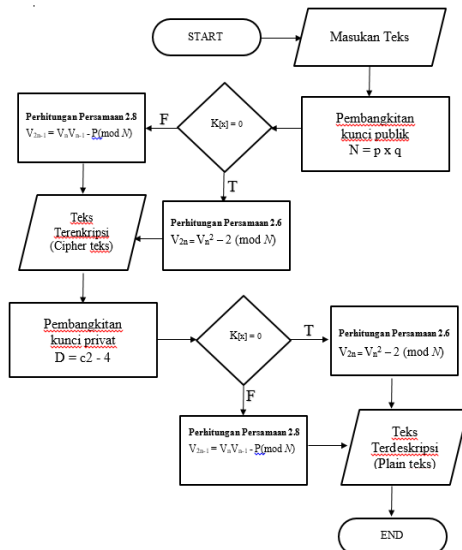 START
Masukan Teks
Pembangkitan
kunci publik
N = p x q
K[x] = 0
F
T
Perhitungan Persamaan 2.8
V2n-1 = VnVn-1 - P(mod N)
Perhitungan Persamaan 2.6
V2n = Vn² – 2 (mod N)
Teks
Terenkripsi
(Cipher teks)
Pembangkitan
kunci privat
D = c2 - 4
K[x] = 0
T
F
Perhitungan Persamaan 2.6
V2n = Vn² – 2 (mod N)
Perhitungan Persamaan 2.8
V2n-1 = VnVn-1 - P(mod N)
Teks
Terdeskripsi
(Plain teks)
END